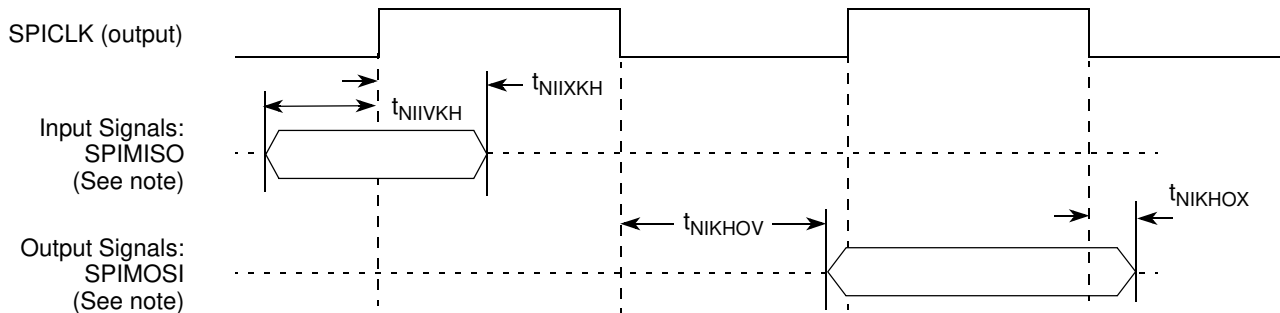 SPICLK (output)
tNIIXKH
tNIIVKH
Input Signals:
SPIMISO
(See note)
tNIKHOX
tNIKHOV
Output Signals:
SPIMOSI
(See note)